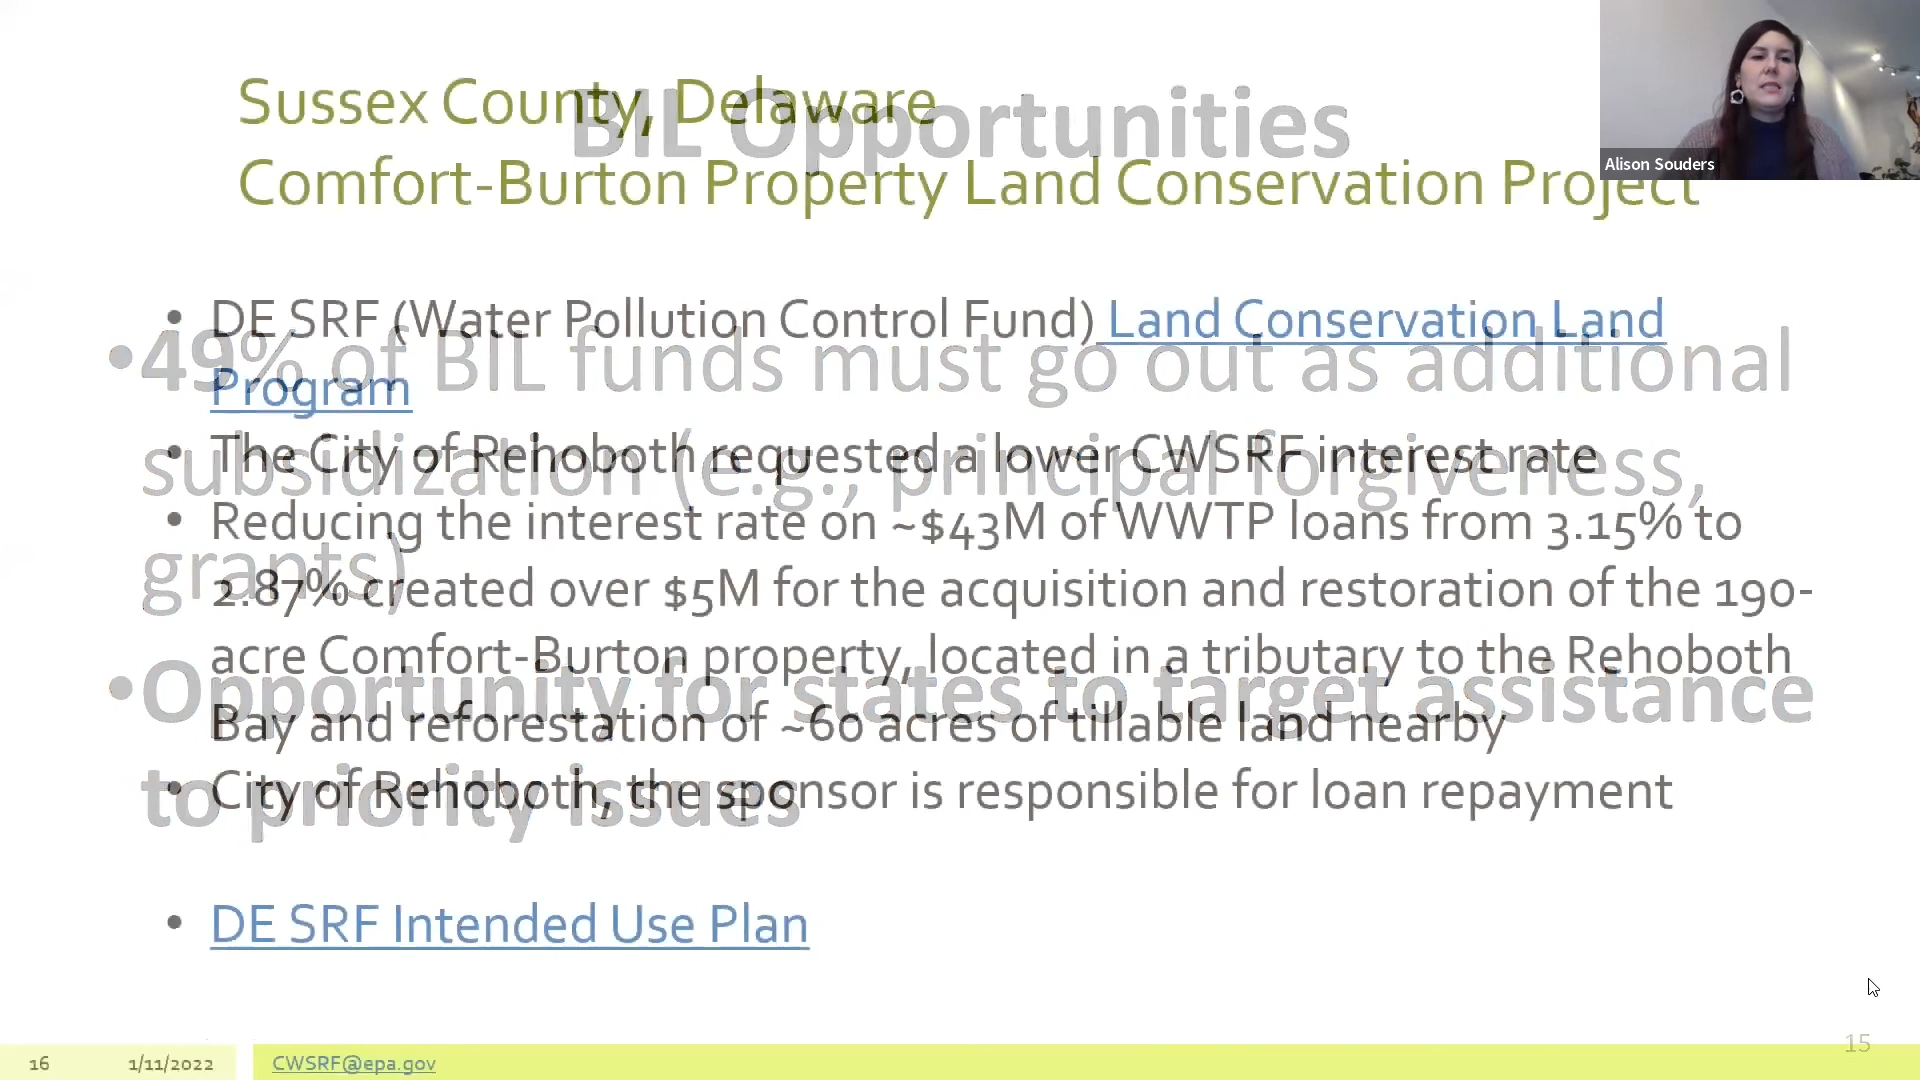 Sussex County, Delaware
Comfort-Burton Property Land Conservation Project
• DE SRF (Water Pollution Control Fund) Land Conservation Land
Program
• The City of Rehoboth requested a lower CWSRF interest rate
• Reducing the interest rate on ~$43M of WWTP loans from 3.15% to
2.87% created over $5M for the acquisition and restoration of the 190-
acre Comfort-Burton property, located in a tributary to the Rehoboth
Bay and reforestation of ~60 acres of tillable land nearby
• City of Rehoboth, the sponsor is responsible for loan repayment
• DE SRF Intended Use Plan
16
1/11/2022
CWSRF@epa.gov
BIL Opportunities
•49% of BIL funds must go out as additional
subsidization (e.g., principal forgiveness,
grants)
•Opportunity for states to target assistance
to priority issues
15
Alison Souders